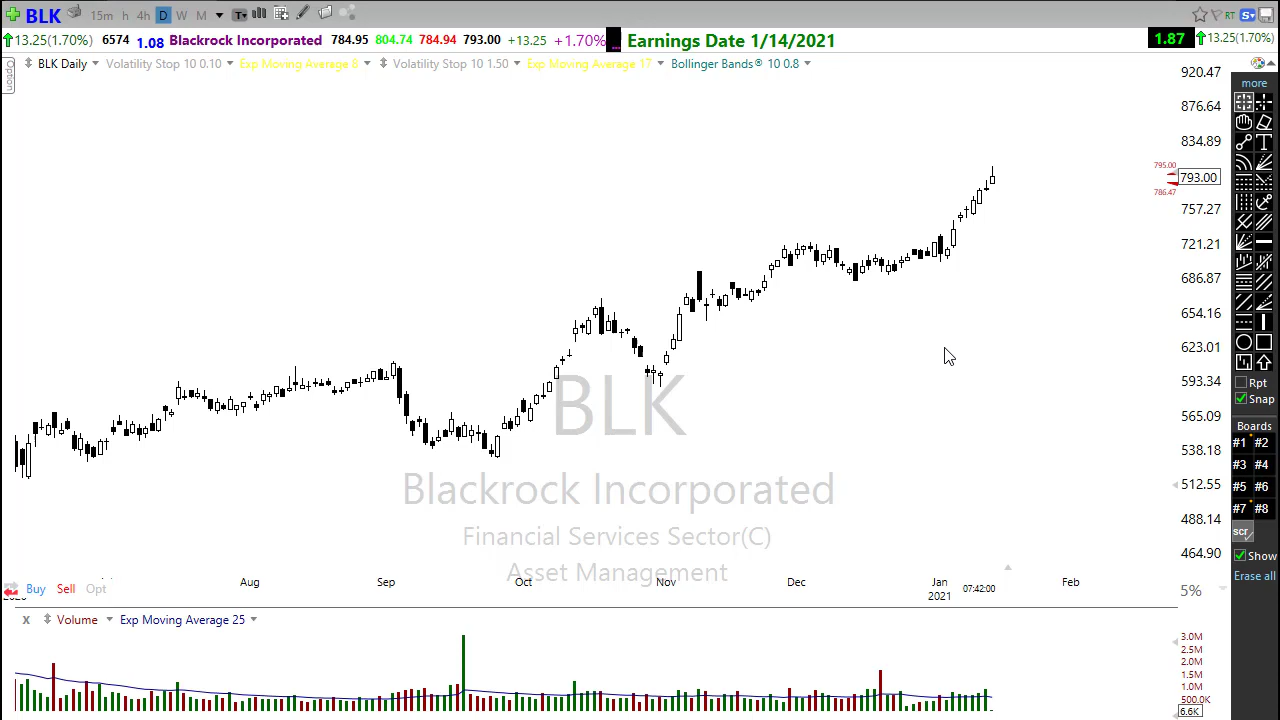 BLK 15m h 4h D W M T RT S
13.25(1.70%) 6574 1.08 Blackrock Incorporated 784.95 804.74 784.94 793.00 +13.25 +1.70% ... Earnings Date 1/14/2021 1.87 13.25(1.70%)
Option
BLK Daily Volatility Stop 10 0.10 Exp Moving Average 8 Volatility Stop 10 1.50 Exp Moving Average 17 Bollinger Bands® 10 0.8
920.47
876.64
834.89
795.00
793.00
786.47
757.27
721.21
686.87
654.16
623.01
593.34
565.09
538.18
512.55
488.14
464.90
5%
more
T
Rpt
Snap
Boards
#1 #2
#3 #4
#5 #6
#7 #8
scr
Show
Erase all
BLK
Blackrock Incorporated
Financial Services Sector(C)
Asset Management
Buy Sell Opt
Aug Sep Oct Nov Dec Jan Feb
2021 07:42:00
X Volume Exp Moving Average 25
3.0M
2.5M
2.0M
1.5M
1.0M
500.0K
6.6K